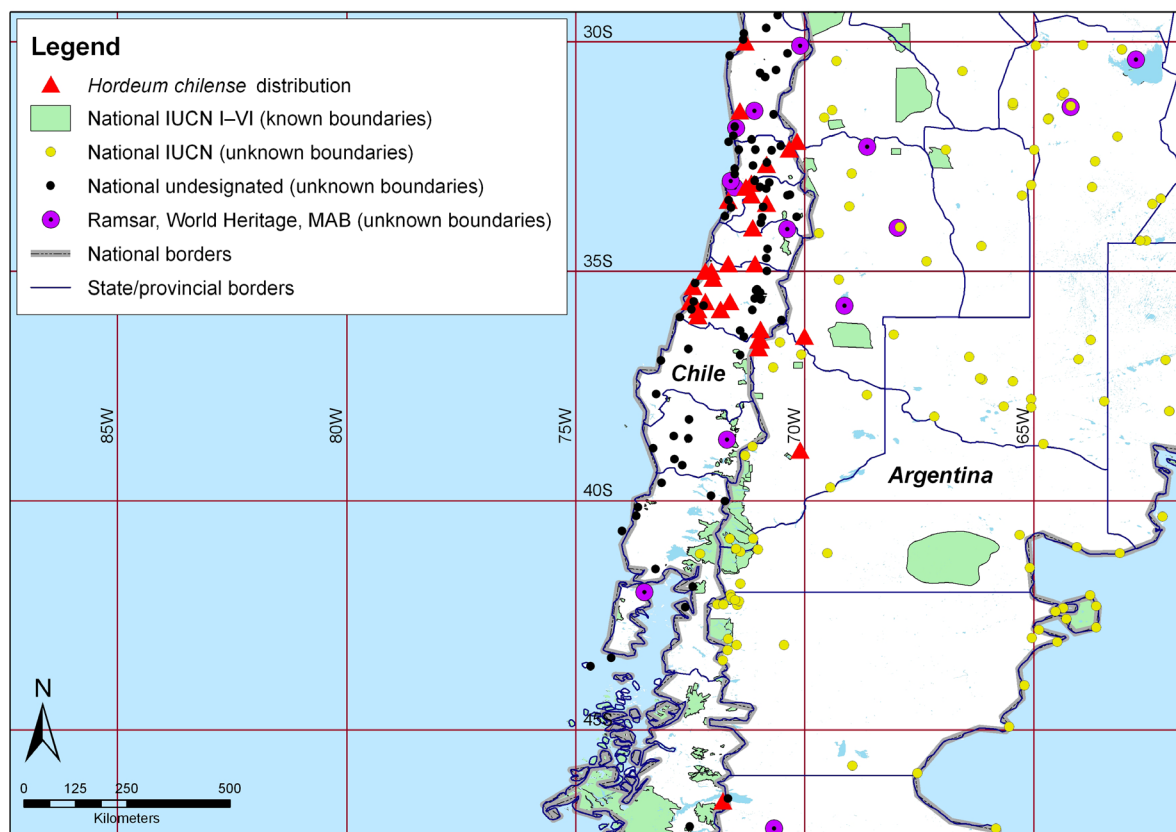 Legend
Hordeum chilense distribution
National IUCN I–VI (known boundaries)
National IUCN (unknown boundaries)
National undesignated (unknown boundaries)
Ramsar, World Heritage, MAB (unknown boundaries)
National borders
State/provincial borders
30S
35S
Chile
85W
80W
75W
70W
65W
Argentina
40S
45S
N
0 125 250 500
Kilometers